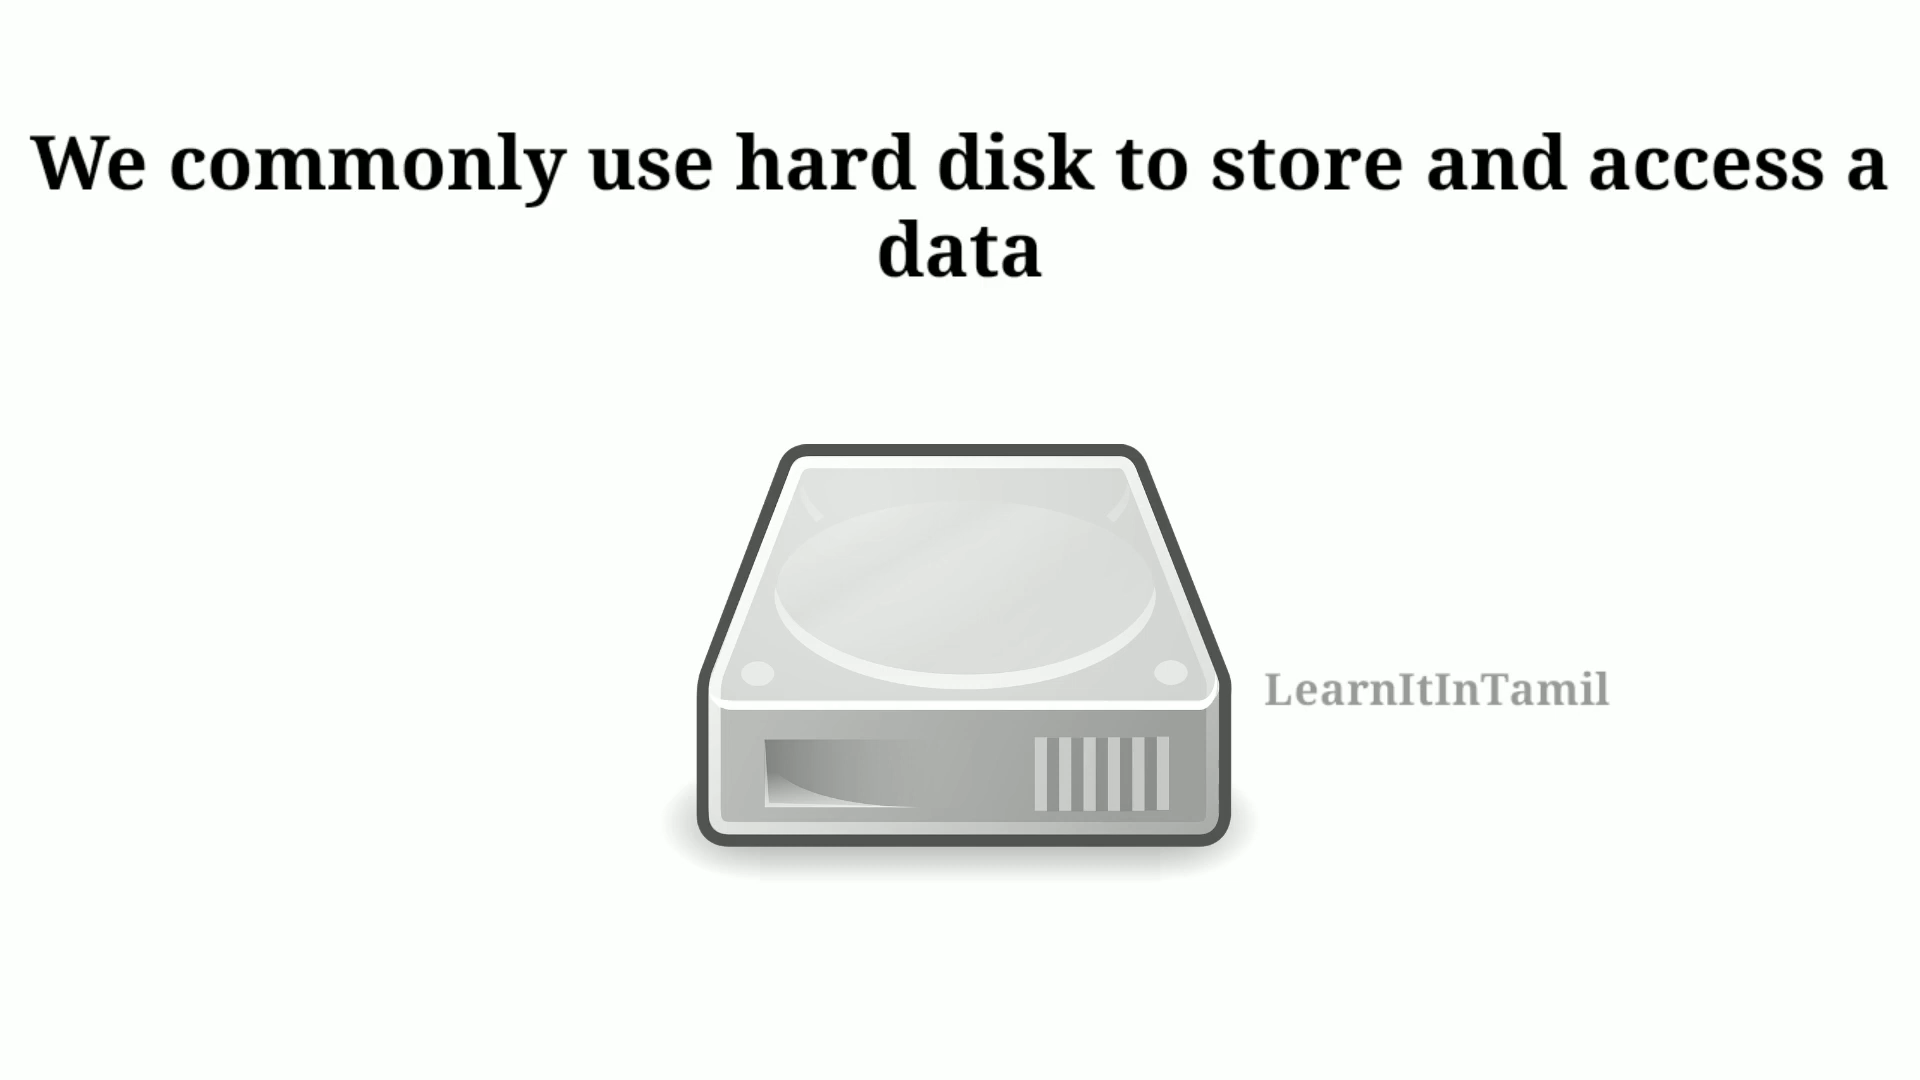 We commonly use hard disk to store and access a
data
LearnItInTamil